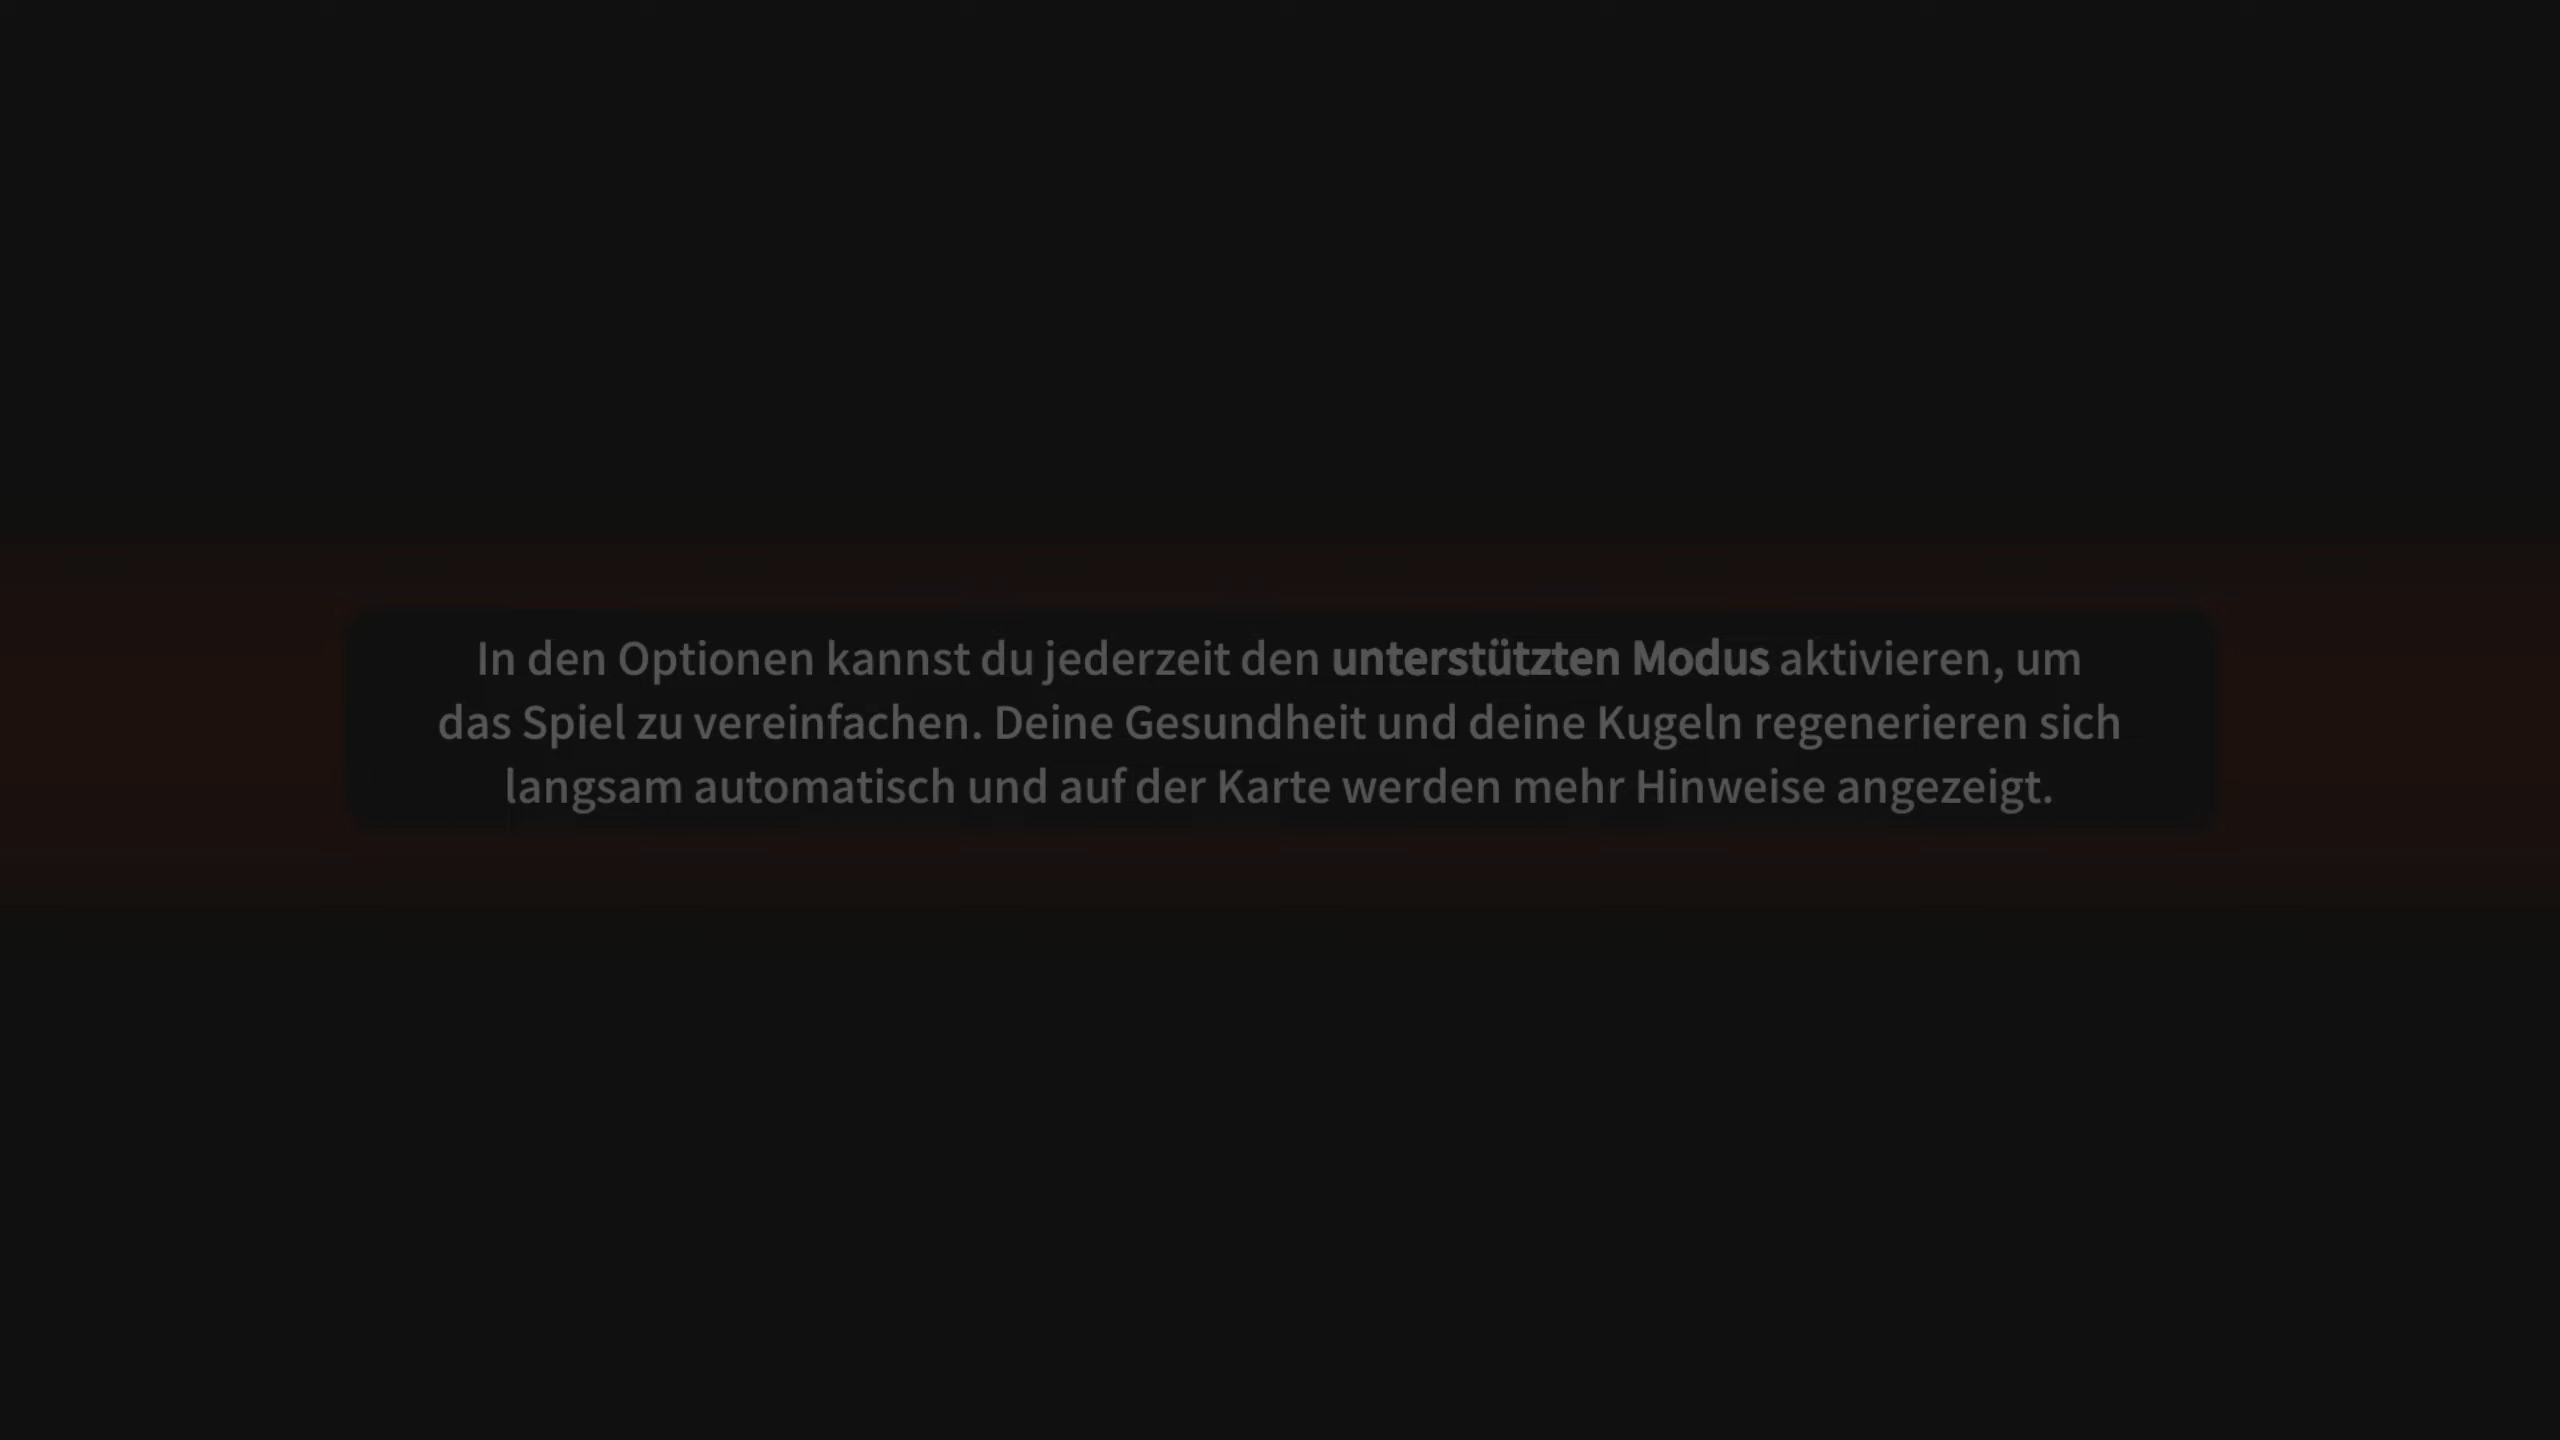 In den Optionen kannst du jederzeit den unterstützten Modus aktivieren, um
das Spiel zu vereinfachen. Deine Gesundheit und deine Kugeln regenerieren sich
langsam automatisch und auf der Karte werden mehr Hinweise angezeigt.